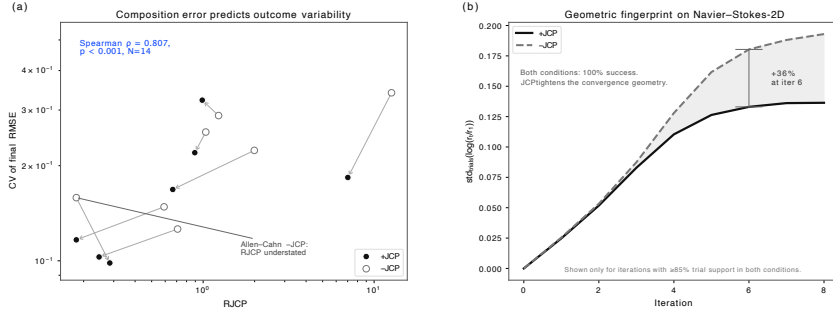 (a)
Composition error predicts outcome variability
Spearman ρ = 0.807,
p < 0.001, N=14
CV of final RMSE
4 × 10⁻¹
3 × 10⁻¹
2 × 10⁻¹
10⁻¹
Allen–Cahn −JCP:
RJCP understated
+JCP
−JCP
10⁰
10¹
RJCP
(b)
Geometric fingerprint on Navier–Stokes-2D
+JCP
−JCP
Both conditions: 100% success.
JCPtightens the convergence geometry.
+36%
at iter 6
0.200
0.175
0.150
0.125
0.100
0.075
0.050
0.025
0.000
Shown only for iterations with ≥85% trial support in both conditions.
0
2
4
6
8
Iteration